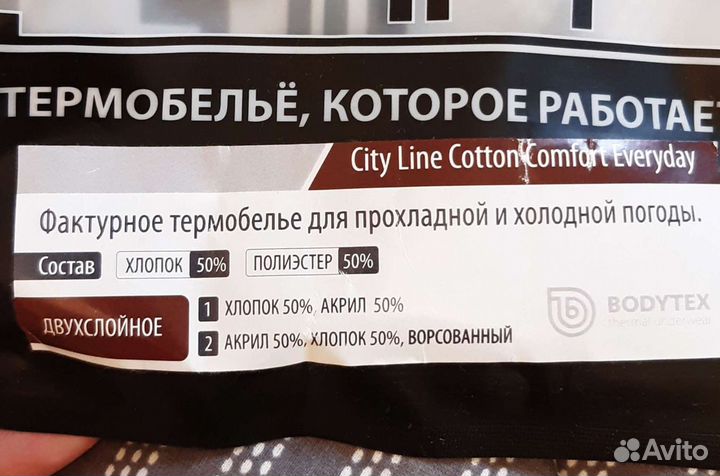 ТЕРМОБЕЛЬЁ, КОТОРОЕ РАБОТАЕ
City Line Cotton Comfort Everyday
Фактурное термобелье для прохладной и холодной погоды.
Состав ХЛОПОК 50% ПОЛИЭСТЕР 50%
ДВУХСЛОЙНОЕ
1 ХЛОПОК 50%, АКРИЛ 50%
2 АКРИЛ 50%, ХЛОПОК 50%, ВОРСОВАННЫЙ
BODYTEX
thermal underwear
Avito